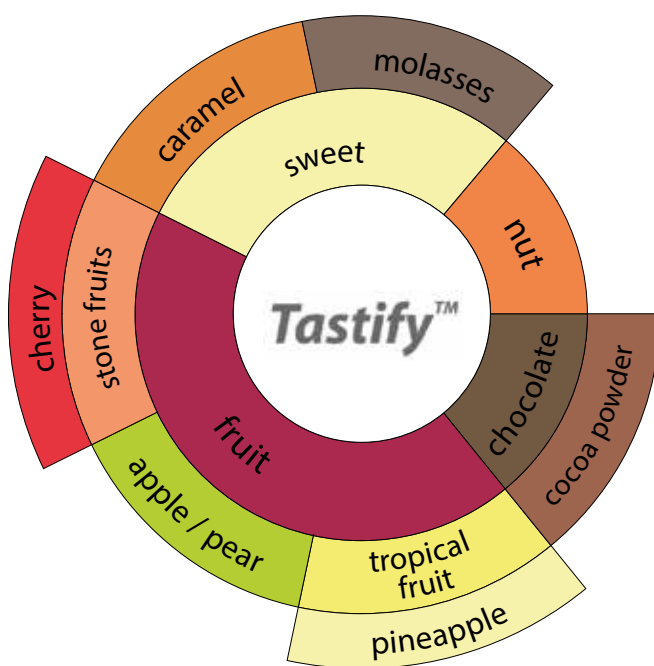 molasses
caramel
sweet
nut
cherry
stone fruits
Tastify™
chocolate
cocoa powder
fruit
apple / pear
tropical
fruit
pineapple